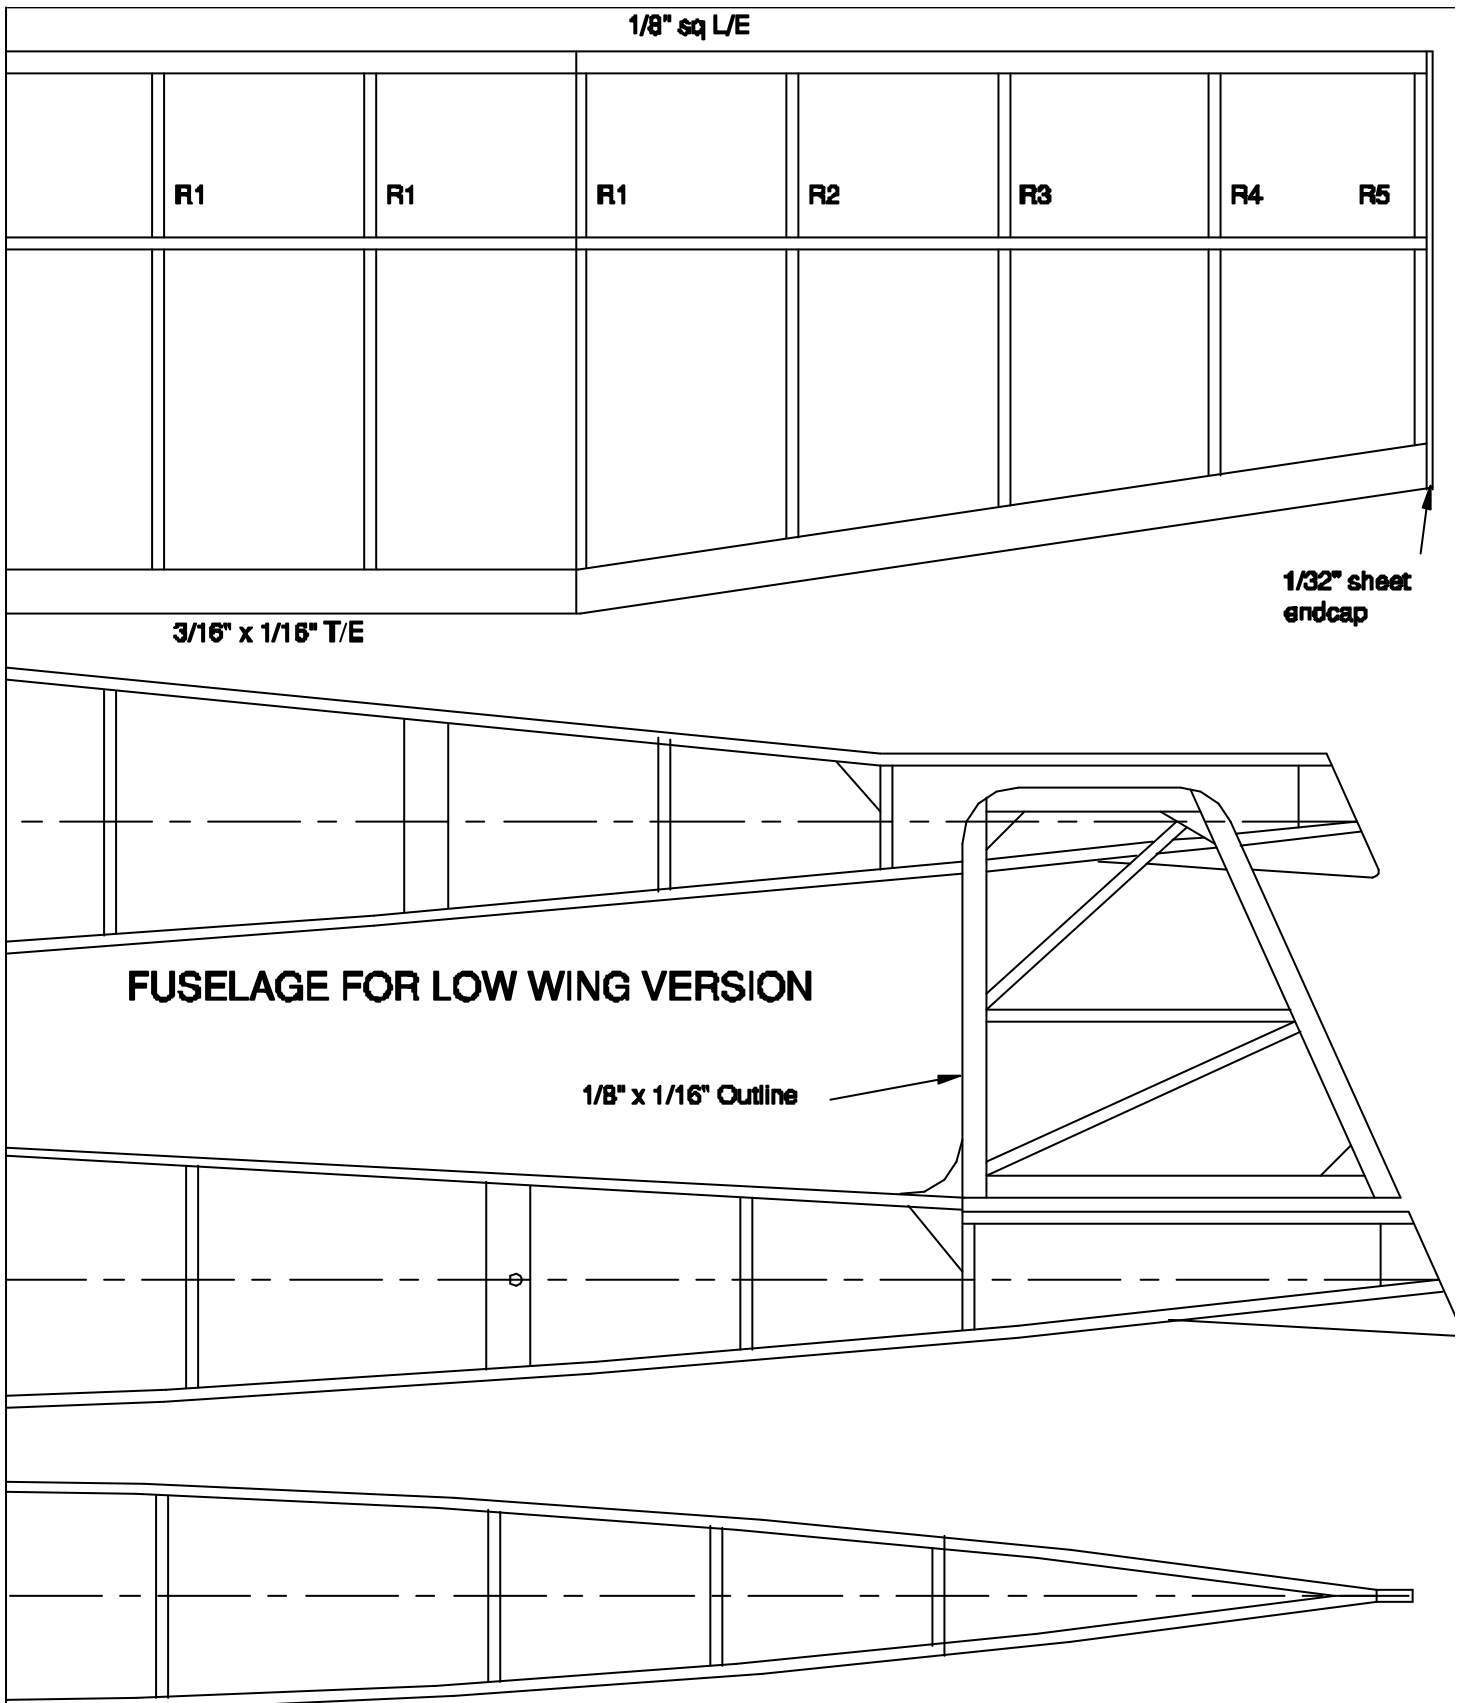 1/8" sq L/E
R1 R1 R1 R2 R3 R4 R5
1/32" sheet
endcap
3/16" x 1/16" T/E
FUSELAGE FOR LOW WING VERSION
1/8" x 1/16" Outline